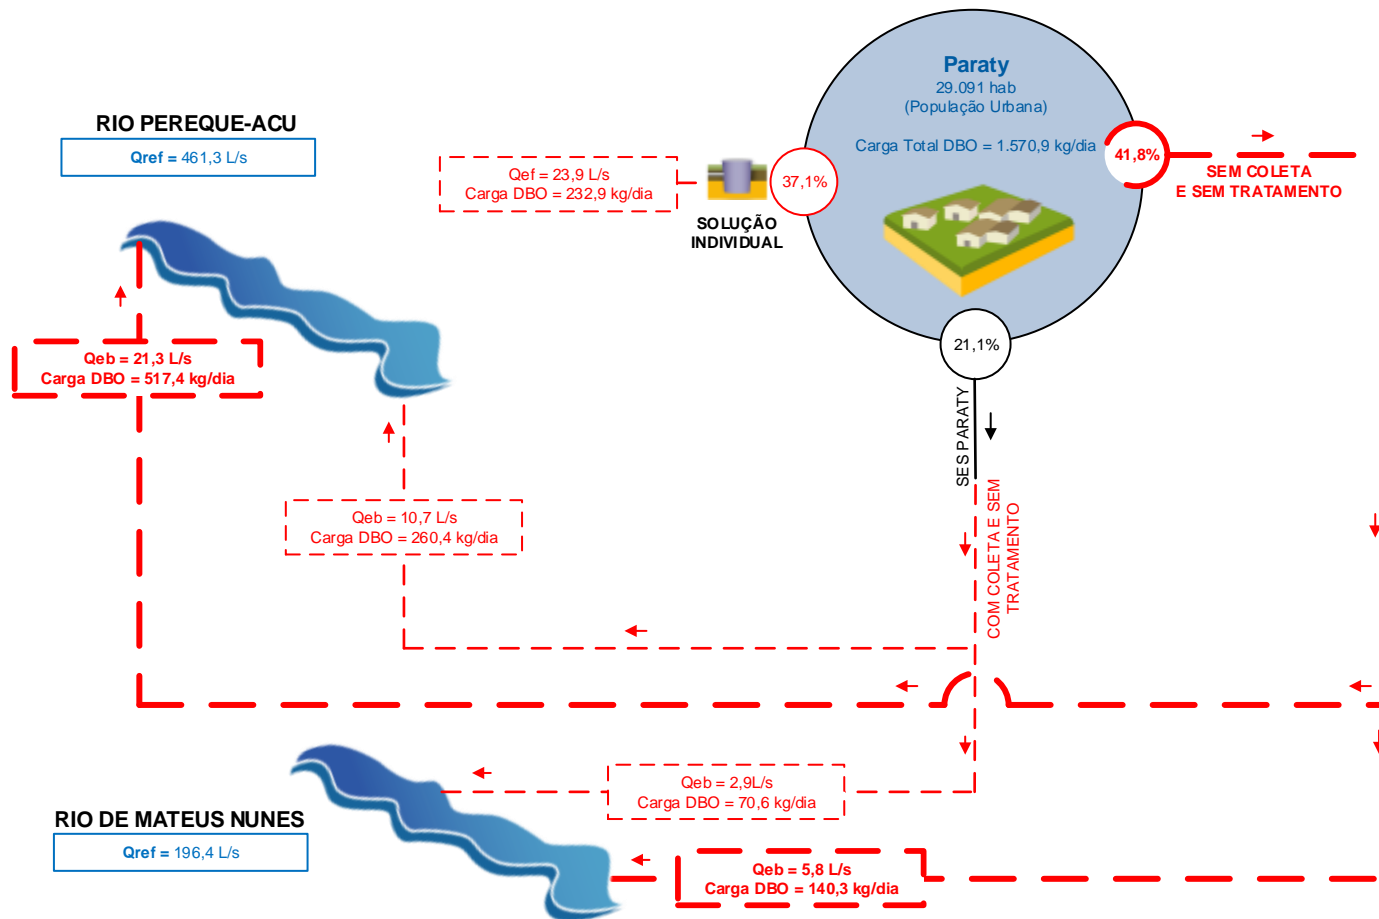 Paraty
29.091 hab
(População Urbana)
Carga Total DBO = 1.570,9 kg/dia
41,8%
SEM COLETA
E SEM TRATAMENTO
37,1%
SOLUÇÃO
INDIVIDUAL
Qef = 23,9 L/s
Carga DBO = 232,9 kg/dia
21,1%
SES PARATY
COM COLETA E SEM
TRATAMENTO
RIO PEREQUE-ACU
Qref = 461,3 L/s
Qeb = 21,3 L/s
Carga DBO = 517,4 kg/dia
Qeb = 10,7 L/s
Carga DBO = 260,4 kg/dia
RIO DE MATEUS NUNES
Qref = 196,4 L/s
Qeb = 2,9L/s
Carga DBO = 70,6 kg/dia
Qeb = 5,8 L/s
Carga DBO = 140,3 kg/dia